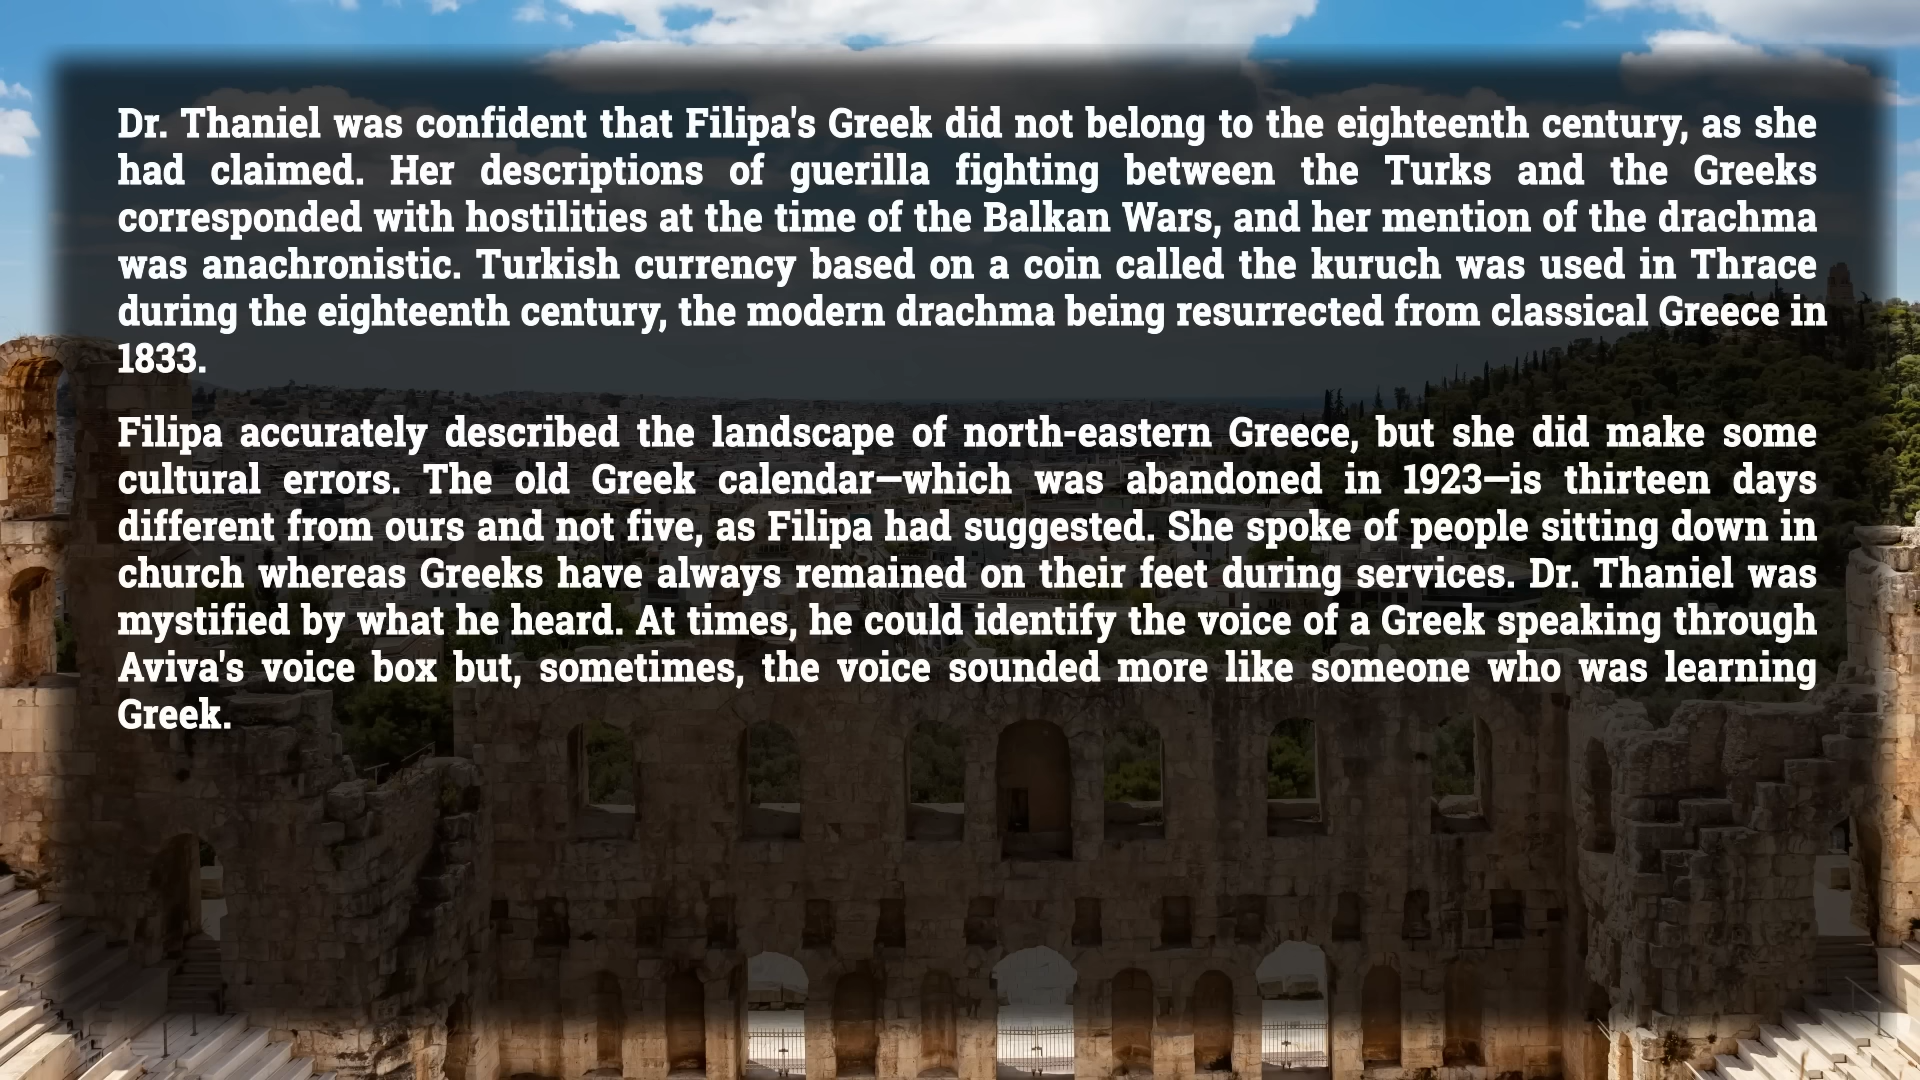 Dr. Thaniel was confident that Filipa's Greek did not belong to the eighteenth century, as she
had claimed. Her descriptions of guerilla fighting between the Turks and the Greeks
corresponded with hostilities at the time of the Balkan Wars, and her mention of the drachma
was anachronistic. Turkish currency based on a coin called the kuruch was used in Thrace
during the eighteenth century, the modern drachma being resurrected from classical Greece in
1833.
Filipa accurately described the landscape of north-eastern Greece, but she did make some
cultural errors. The old Greek calendar—which was abandoned in 1923—is thirteen days
different from ours and not five, as Filipa had suggested. She spoke of people sitting down in
church whereas Greeks have always remained on their feet during services. Dr. Thaniel was
mystified by what he heard. At times, he could identify the voice of a Greek speaking through
Aviva's voice box but, sometimes, the voice sounded more like someone who was learning
Greek.